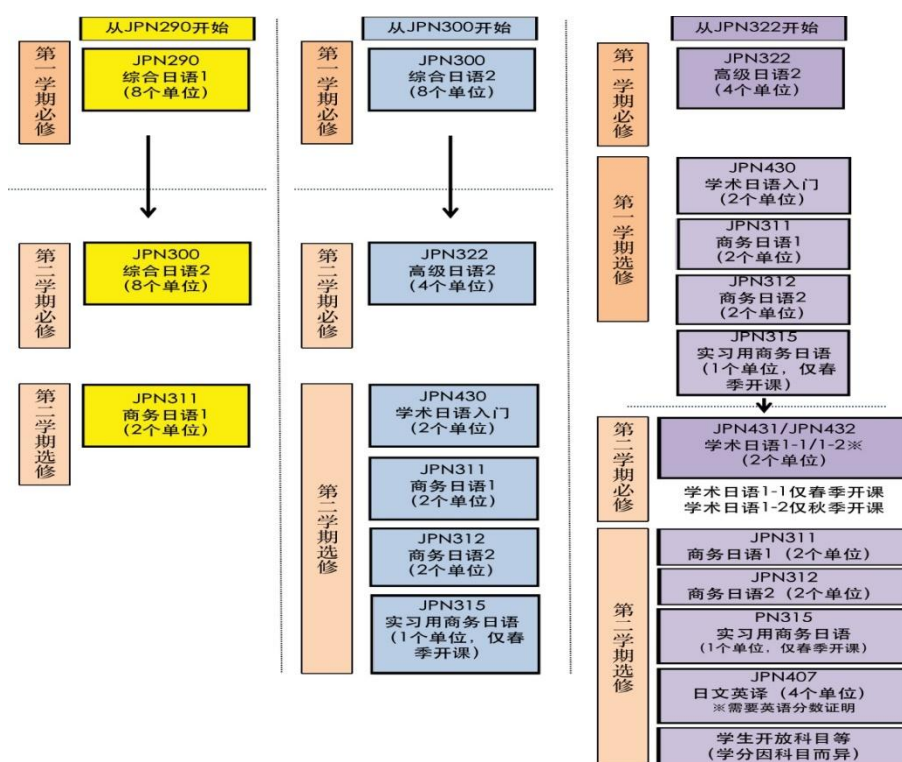 从JPN290开始
第一学期必修
JPN290
综合日语1
(8个单位)
第二学期必修
JPN300
综合日语2
(8个单位)
第二学期选修
JPN311
商务日语1
(2个单位)
从JPN300开始
JPN300
综合日语2
(8个单位)
第二学期必修
JPN322
高级日语2
(4个单位)
第二学期选修
JPN430
学术日语入门
(2个单位)
JPN311
商务日语1
(2个单位)
JPN312
商务日语2
(2个单位)
JPN315
实习用商务日语
(1个单位，仅春
季开课)
从JPN322开始
第一学期必修
JPN322
高级日语2
(4个单位)
第一学期选修
JPN430
学术日语入门
(2个单位)
JPN311
商务日语1
(2个单位)
JPN312
商务日语2
(2个单位)
JPN315
实习用商务日语
(1个单位，仅春
季开课)
第二学期必修
JPN431/JPN432
学术日语1-1/1-2※
(2个单位)
学术日语1-1仅春季开课
学术日语1-2仅秋季开课
第二学期选修
JPN311
商务日语1 (2个单位)
JPN312
商务日语2 (2个单位)
PN315
实习用商务日语
(1个单位，仅春季开课)
JPN407
日文英译 (4个单位)
※需要英语分数证明
学生开放科目等
(学分因科目而异)
第一学期必修